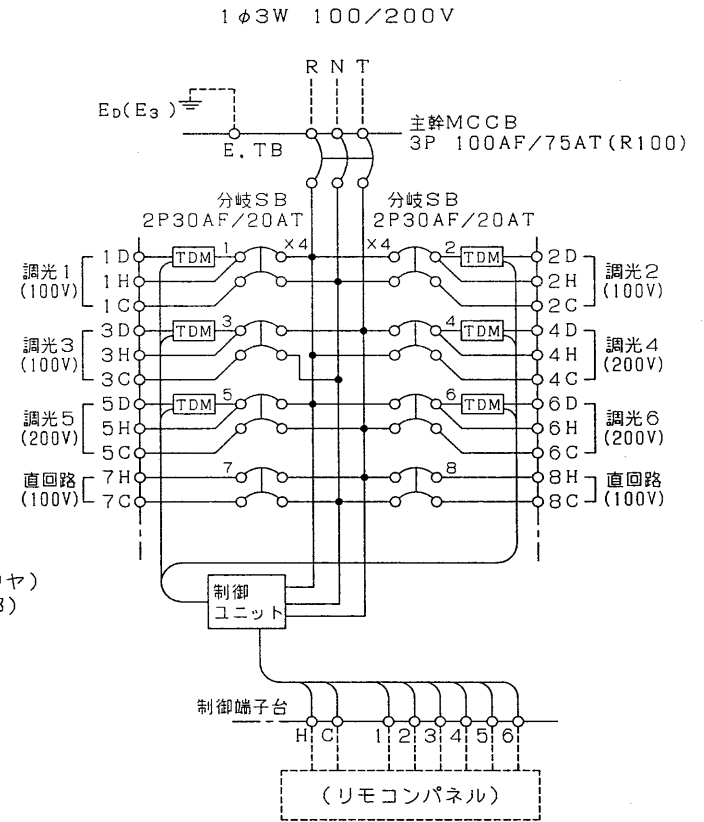 1φ3W 100/200V
R N T
ED(E3)
E.TB
主幹MCCB
3P 100AF/75AT(R100)
分岐SB
2P30AF/20AT
分岐SB
2P30AF/20AT
調光1
(100V)
1D
1H
1C
TDM
1
×4
×4
2
TDM
2D
2H
2C
調光2
(100V)
調光3
(100V)
3D
3H
3C
TDM
3
4
TDM
4D
4H
4C
調光4
(200V)
調光5
(200V)
5D
5H
5C
TDM
5
6
TDM
6D
6H
6C
調光6
(200V)
直回路
(100V)
7H
7C
7
8
8H
8C
直回路
(100V)
ヤ)
)
制御
ユニット
制御端子台
H C 1 2 3 4 5 6
(リモコンパネル)